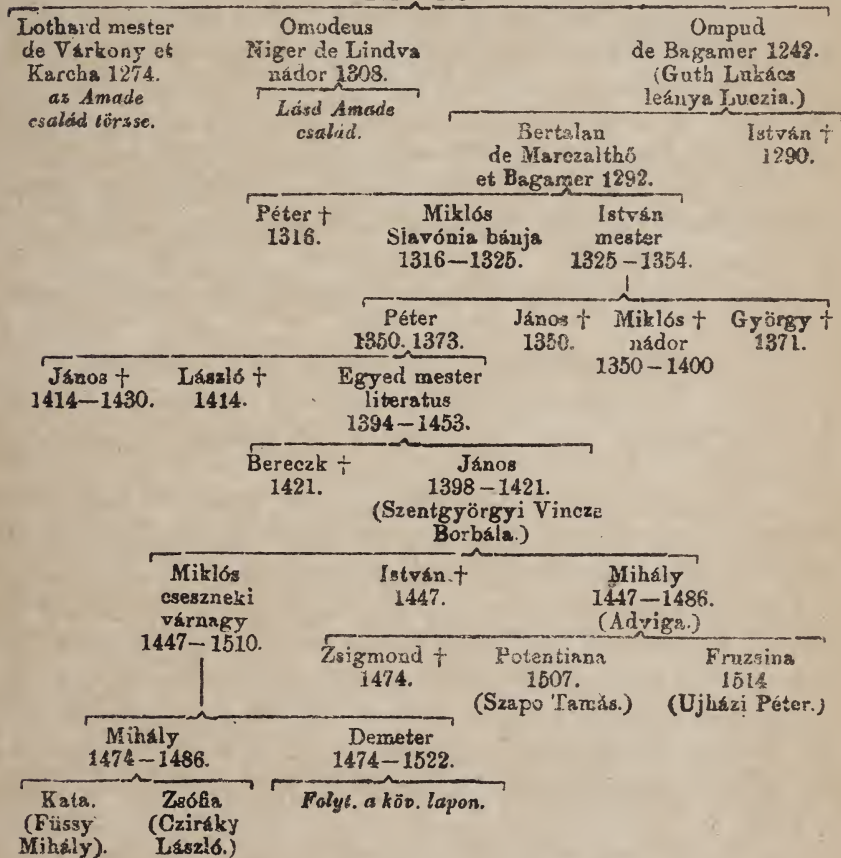 Lothard mester
de Várkony et
Karcha 1274.
az Amade
család törzse.
Omodeus
Niger de Lindva
nádor 1308.
Lásd Amade
család.
Ompud
de Bagamer 1242.
(Guth Lukács
leánya Luczia.)
Bertalan
de Marczalthő
et Bagamer 1292.
István †
1290.
Péter †
1316.
Miklós
Slavónia bánja
1316—1325.
István
mester
1325—1354.
Péter
1350. 1373.
János †
1350.
Miklós †
nádor
1350—1400
György †
1371.
János †
1414—1430.
László †
1414.
Egyed mester
literatus
1394—1453.
Bereczk †
1421.
János
1398—1421.
(Szentgyörgyi Vincze
Borbála.)
Miklós
cseszneki
várnagy
1447—1510.
István †
1447.
Mihály
1447—1486.
(Adviga.)
Zsigmond †
1474.
Potentiana
1507.
(Szapo Tamás.)
Fruzsina
1514
(Ujházi Péter.)
Mihály
1474—1486.
Demeter
1474—1522.
Kata.
(Füssy
Mihály).
Zsófia
(Cziráky
László.)
Folyt. a köv. lapon.